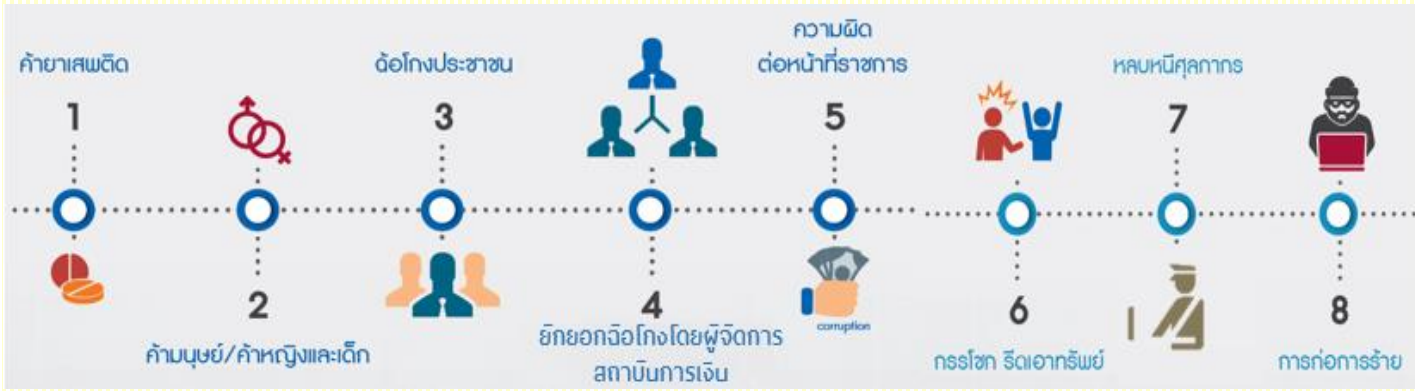 ค้ายาเสพติด
1
2
ค้ามนุษย์/ค้าหญิงและเด็ก
ฉ้อโกงประชาชน
3
4
ยักยอกฉ้อโกงโดยผู้จัดการ
สถาบันการเงิน
ความผิด
ต่อหน้าที่ราชการ
5
corruption
6
กรรโชก รีดเอาทรัพย์
หลบหนีศุลกากร
7
8
การก่อการร้าย